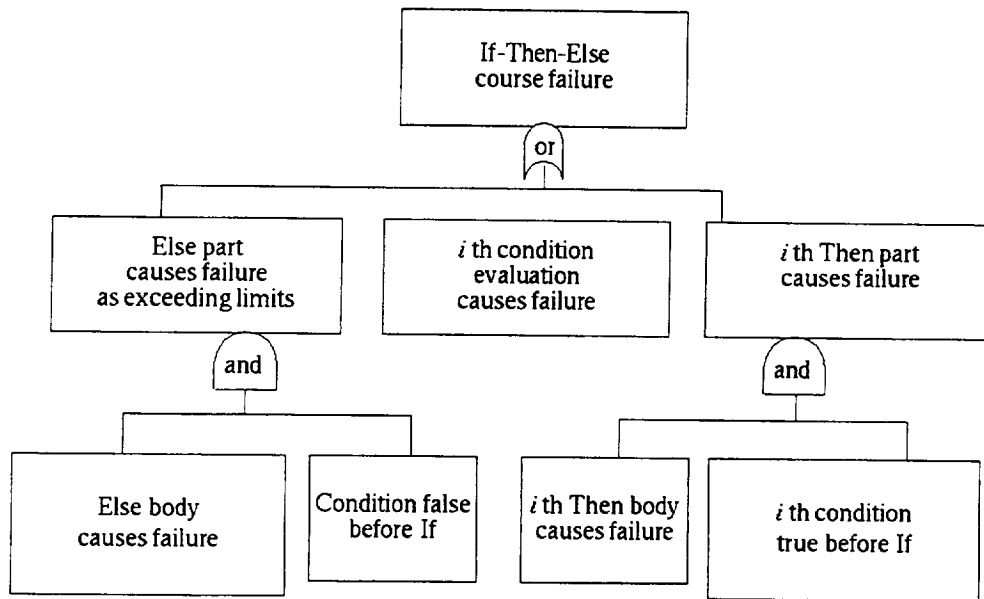 If-Then-Else
course failure
or
Else part
causes failure
as exceeding limits
i th condition
evaluation
causes failure
i th Then part
causes failure
and
and
Else body
causes failure
Condition false
before If
i th Then body
causes failure
i th condition
true before If